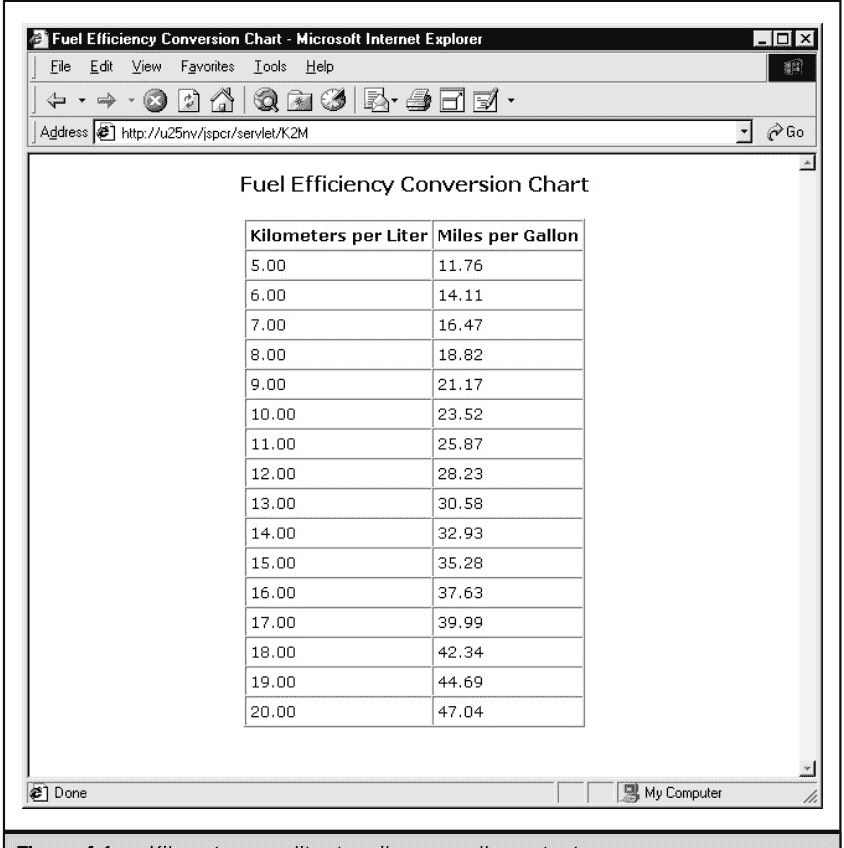 Fuel Efficiency Conversion Chart - Microsoft Internet Explorer
File Edit View Favorites Tools Help
Address http://u25nv/jspcr/servlet/K2M Go
Fuel Efficiency Conversion Chart
Kilometers per Liter Miles per Gallon
5.00 11.76
6.00 14.11
7.00 16.47
8.00 18.82
9.00 21.17
10.00 23.52
11.00 25.87
12.00 28.23
13.00 30.58
14.00 32.93
15.00 35.28
16.00 37.63
17.00 39.99
18.00 42.34
19.00 44.69
20.00 47.04
Done My Computer